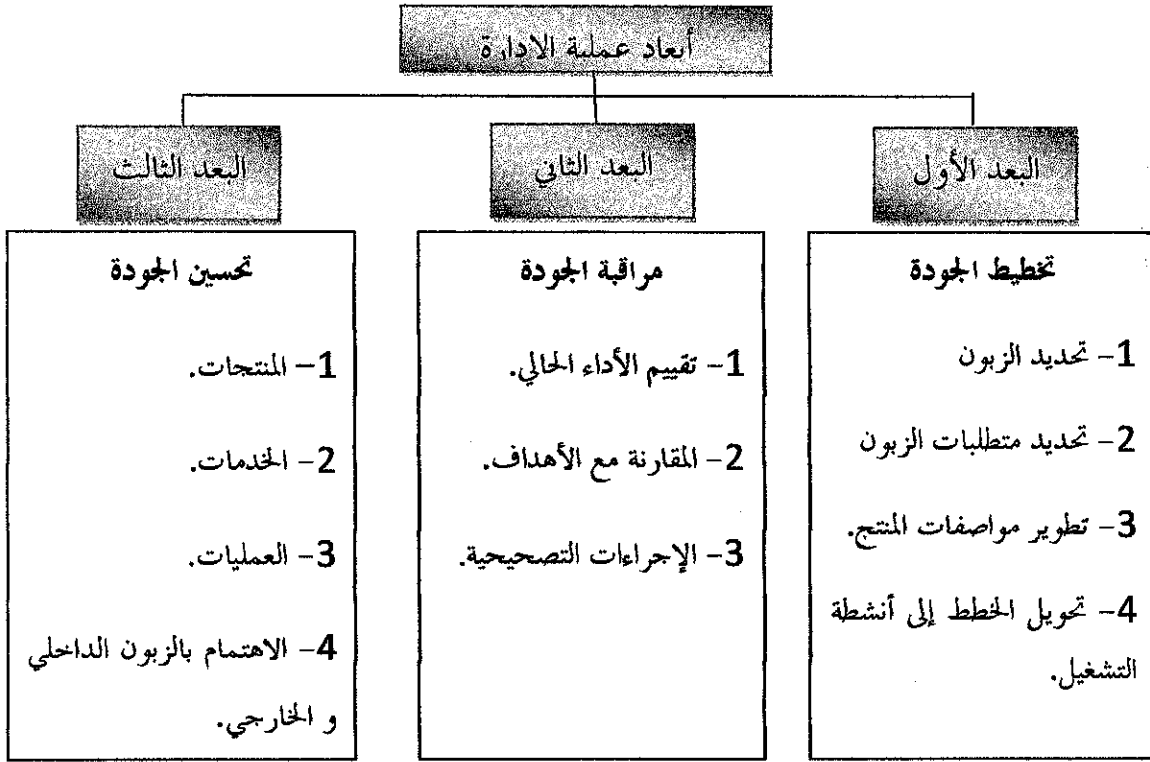 أبعاد عملية الادارة
البعد الأول
تخطيط الجودة
1- تحديد الزبون
2- تحديد متطلبات الزبون
3- تطوير مواصفات المنتج.
4- تحويل الخطط إلى أنشطة
التشغيل.
البعد الثاني
مراقبة الجودة
1- تقييم الأداء الحالي.
2- المقارنة مع الأهداف.
3- الإجراءات التصحيحية.
البعد الثالث
تحسين الجودة
1- المنتجات.
2- الخدمات.
3- العمليات.
4- الاهتمام بالزبون الداخلي
و الخارجي.